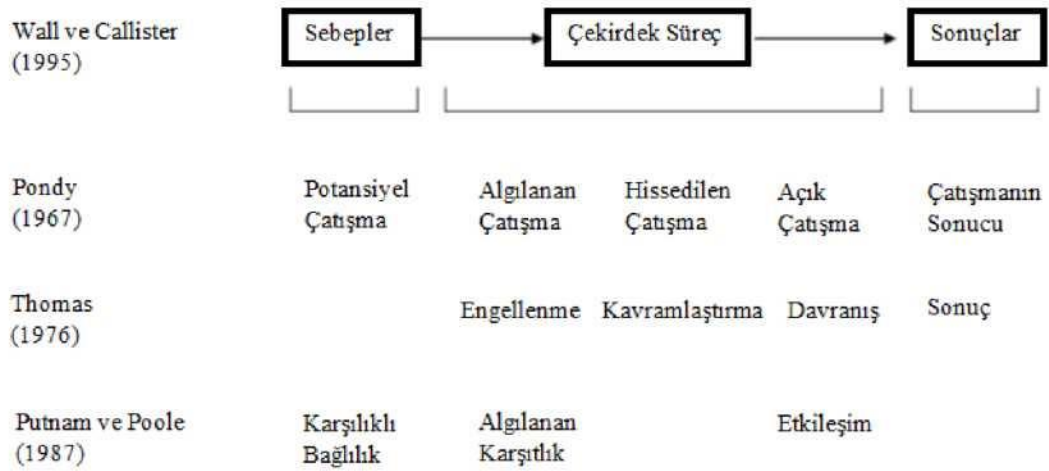 Wall ve Callister
(1995)
Sebepler
Çekirdek Süreç
Sonuçlar
Pondy
(1967)
Potansiyel
Çatışma
Algılanan
Çatışma
Hissedilen
Çatışma
Açık
Çatışma
Çatışmanın
Sonucu
Thomas
(1976)
Engellenme
Kavramlaştırma
Davranış
Sonuç
Putnam ve Poole
(1987)
Karşılıklı
Bağlılık
Algılanan
Karşıtlık
Etkileşim